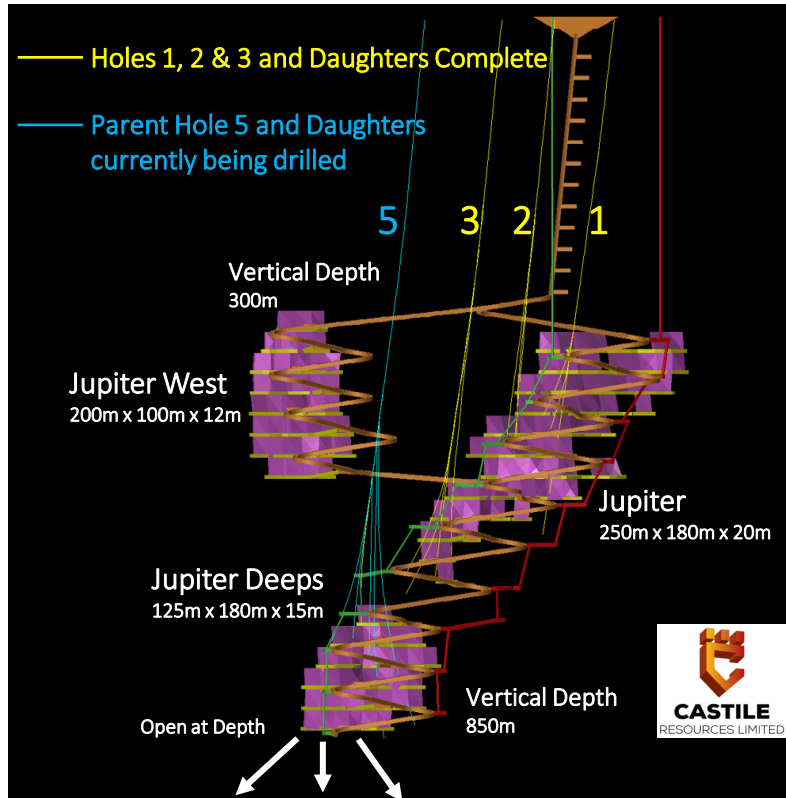 Holes 1, 2 & 3 and Daughters Complete
Parent Hole 5 and Daughters
currently being drilled
5
3
2
1
Vertical Depth
300m
Jupiter West
200m x 100m x 12m
Jupiter
250m x 180m x 20m
Jupiter Deeps
125m x 180m x 15m
Vertical Depth
850m
Open at Depth
CASTILE
RESOURCES LIMITED